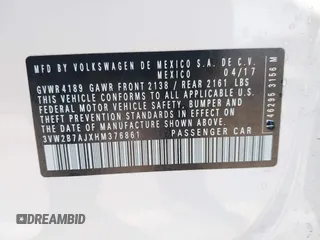 MFD BY VOLKSWAGEN DE MEXICO S.A. DE C.V.
MEXICO 04/17
GVWR 4189 GAWR FRONT 2138 / REAR 2161 LBS
THIS VEHICLE CONFORMS TO ALL APPLICABLE U.S.
FEDERAL MOTOR VEHICLE SAFETY, BUMPER AND
THEFT PREVENTION STANDARDS IN EFFECT ON
THE DATE OF MANUFACTURE SHOWN ABOVE.
3VW2B7AJXHM376861 PASSENGER CAR
46295 3156 M
DREAMBID